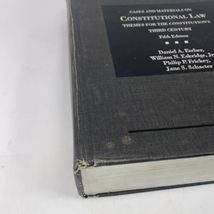 CASES AND MATERIALS ON
CONSTITUTIONAL LAW
THEMES FOR THE CONSTITUTION'S
THIRD CENTURY
Fifth Edition
Daniel A. Farber,
William N. Eskridge, Jr.
Philip P. Frickey,
Jane S. Schacter